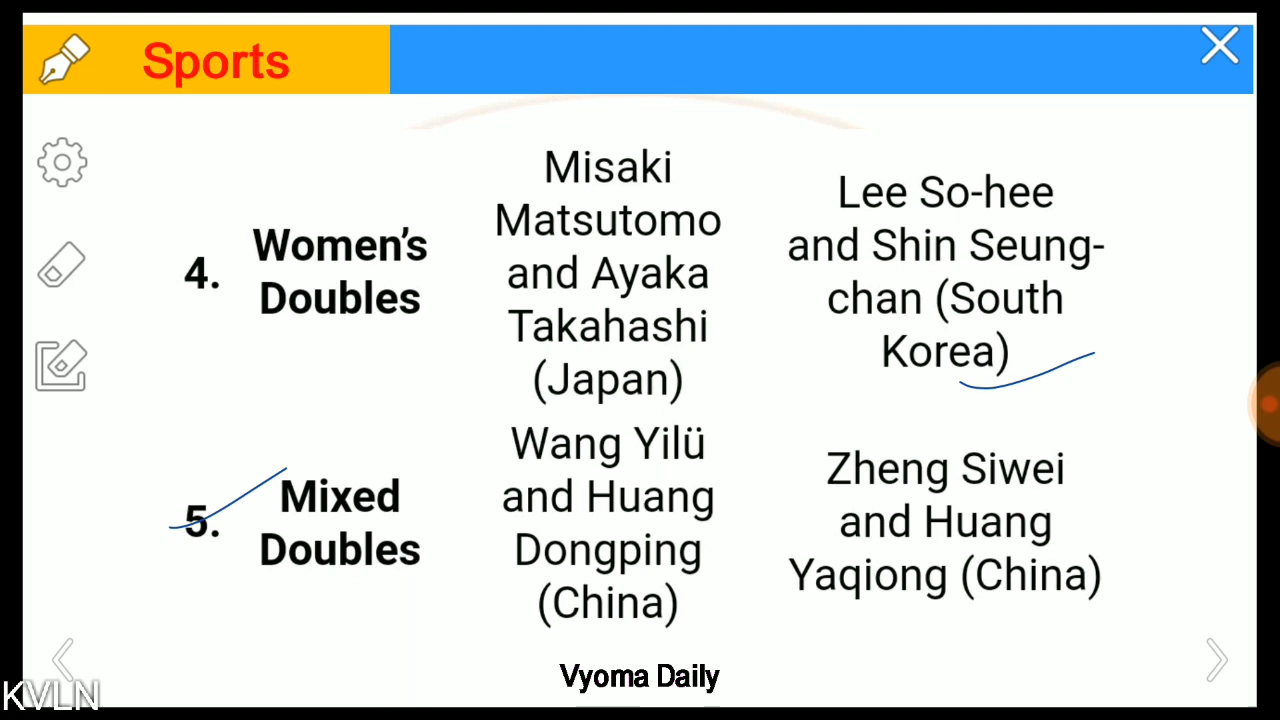 Sports
4.
Women's
Doubles
Misaki
Matsutomo
and Ayaka
Takahashi
(Japan)
Lee So-hee
and Shin Seung-
chan (South
Korea)
5.
Mixed
Doubles
Wang Yilü
and Huang
Dongping
(China)
Zheng Siwei
and Huang
Yaqiong (China)
Vyoma Daily
KVLN